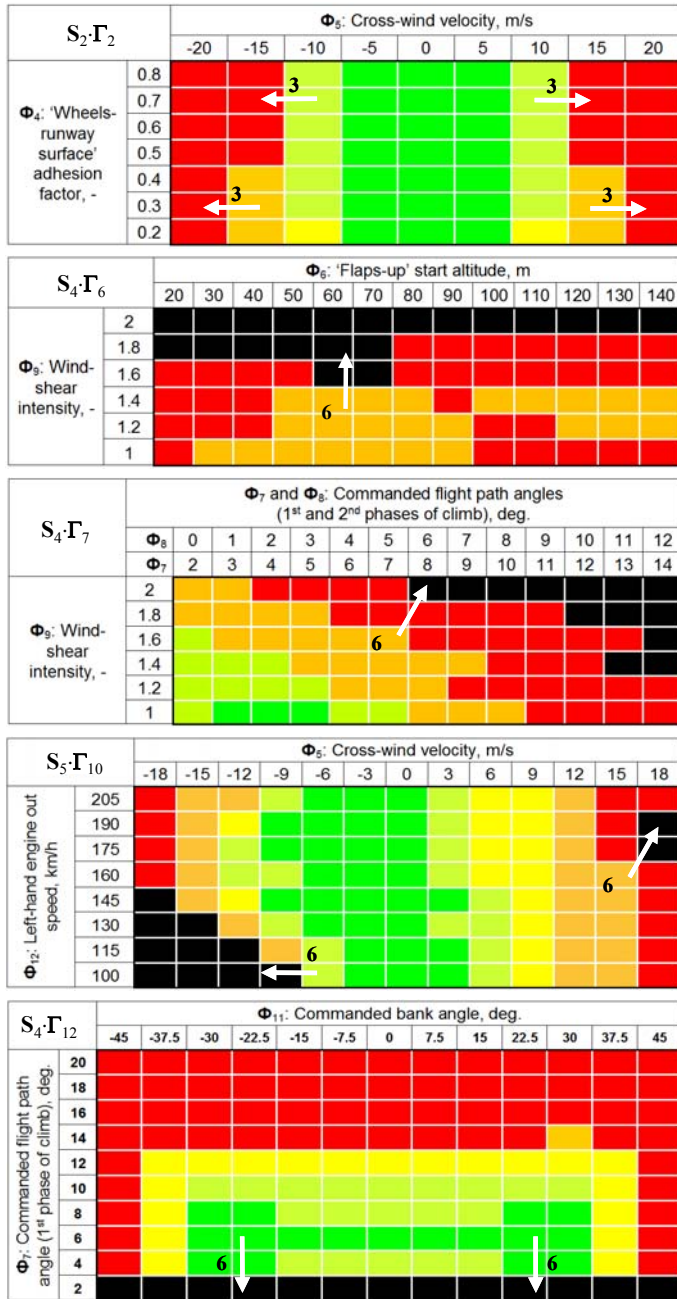 S₂·Γ₂
Φ₅: Cross-wind velocity, m/s
-20 -15 -10 -5 0 5 10 15 20
Φ₄: ‘Wheels-
runway
surface’
adhesion
factor, -
0.8
0.7 3 3
0.6
0.5
0.4
0.3 3 3
0.2
S₄·Γ₆
Φ₆: ‘Flaps-up’ start altitude, m
20 30 40 50 60 70 80 90 100 110 120 130 140
Φ₉: Wind-
shear
intensity, -
2
1.8
1.6
1.4 6
1.2
1
S₄·Γ₇
Φ₇ and Φ₈: Commanded flight path angles
(1st and 2nd phases of climb), deg.
Φ₈ 0 1 2 3 4 5 6 7 8 9 10 11 12
Φ₇ 2 3 4 5 6 7 8 9 10 11 11 13 14
Φ₉: Wind-
shear
intensity, -
2
1.8
1.6 6
1.4
1.2
1
S₅·Γ₁₀
Φ₅: Cross-wind velocity, m/s
-18 -15 -12 -9 -6 -3 0 3 6 9 12 15 18
Φ₁₂: Left-hand engine out
speed, km/h
205
190
175
160 6
145
130
115 6
100
S₄·Γ₁₂
Φ₁₁: Commanded bank angle, deg.
-45 -37.5 -30 -22.5 -15 -7.5 0 7.5 15 22.5 30 37.5 45
Φ₇: Commanded flight path
angle (1st phase of climb), deg.
20
18
16
14
12
10
8
6
4 6 6
2